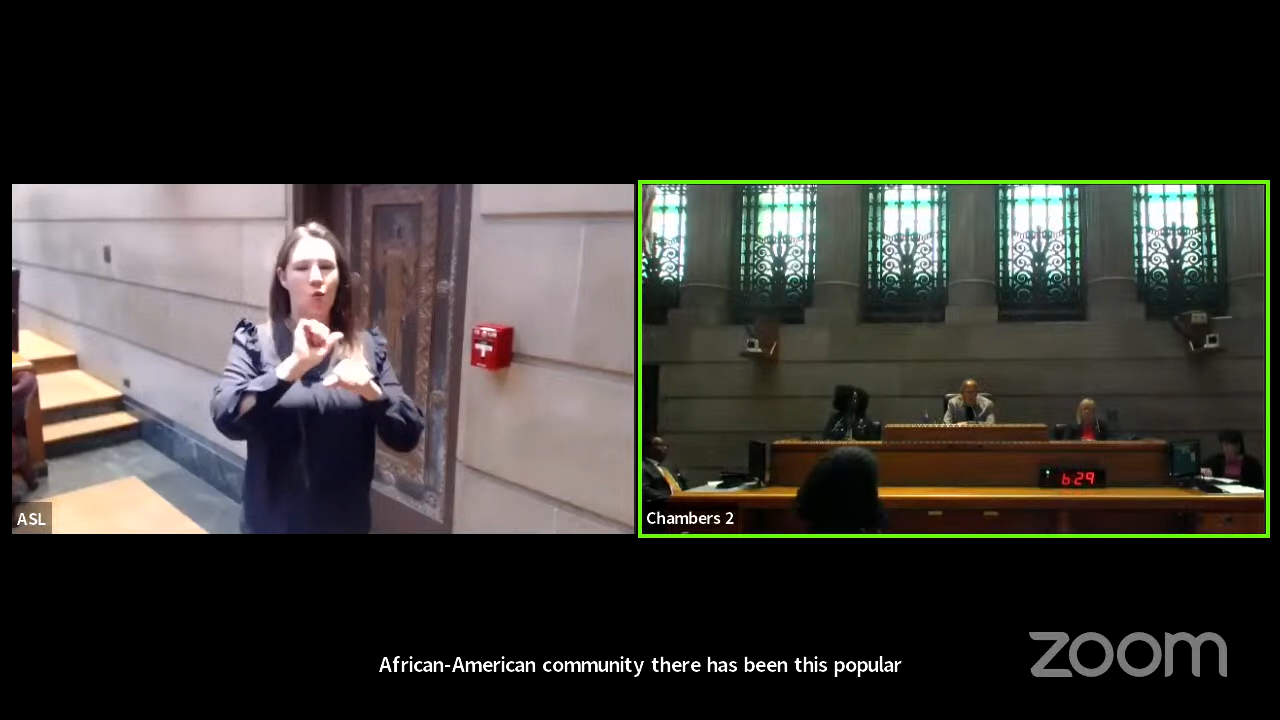 ASL
Chambers 2
6:29
African-American community there has been this popular
zoom